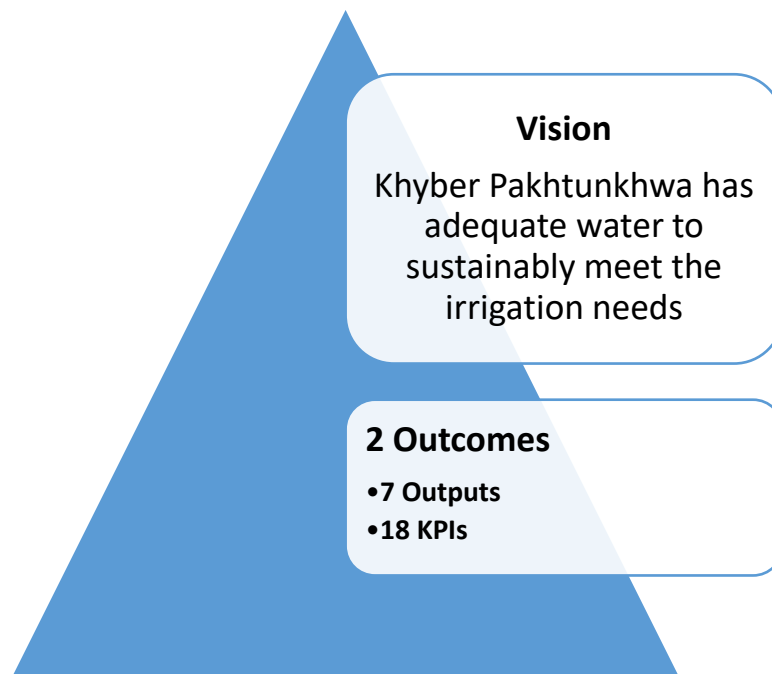 Vision
Khyber Pakhtunkhwa has
adequate water to
sustainably meet the
irrigation needs
2 Outcomes
•7 Outputs
•18 KPIs